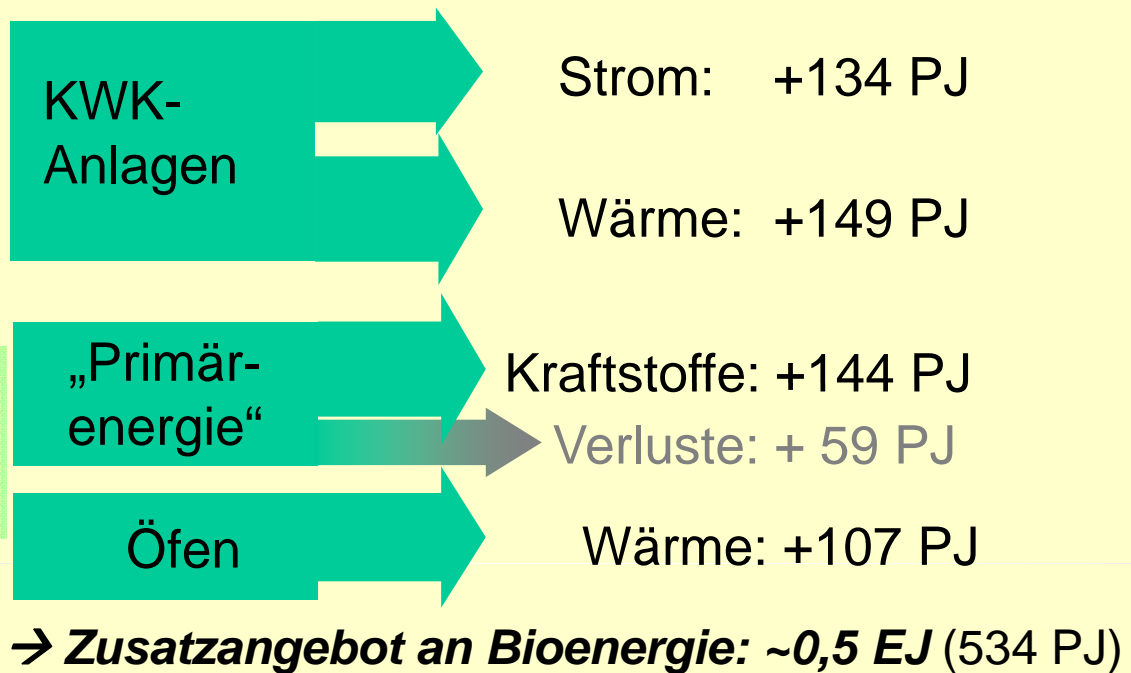 KWK-
Anlagen
Strom: +134 PJ
Wärme: +149 PJ
„Primär-
energie“
Kraftstoffe: +144 PJ
Verluste: + 59 PJ
Öfen
Wärme: +107 PJ
→ Zusatzangebot an Bioenergie: ~0,5 EJ (534 PJ)